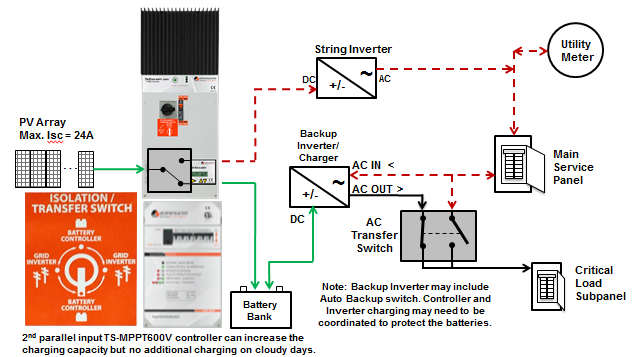 String Inverter
DC
+/-
~
AC
Utility
Meter
PV Array
Max. Isc = 24A
Backup
Inverter/
Charger
AC IN <
AC OUT >
+/-
~
DC
Main
Service
Panel
ISOLATION /
TRANSFER SWITCH
BATTERY
CONTROLLER
GRID
INVERTER
GRID
INVERTER
BATTERY
CONTROLLER
AC
Transfer
Switch
Critical
Load
Subpanel
Battery
Bank
Note: Backup Inverter may include
Auto Backup switch. Controller and
Inverter charging may need to be
coordinated to protect the batteries.
2nd parallel input TS-MPPT600V controller can increase the
charging capacity but no additional charging on cloudy days.